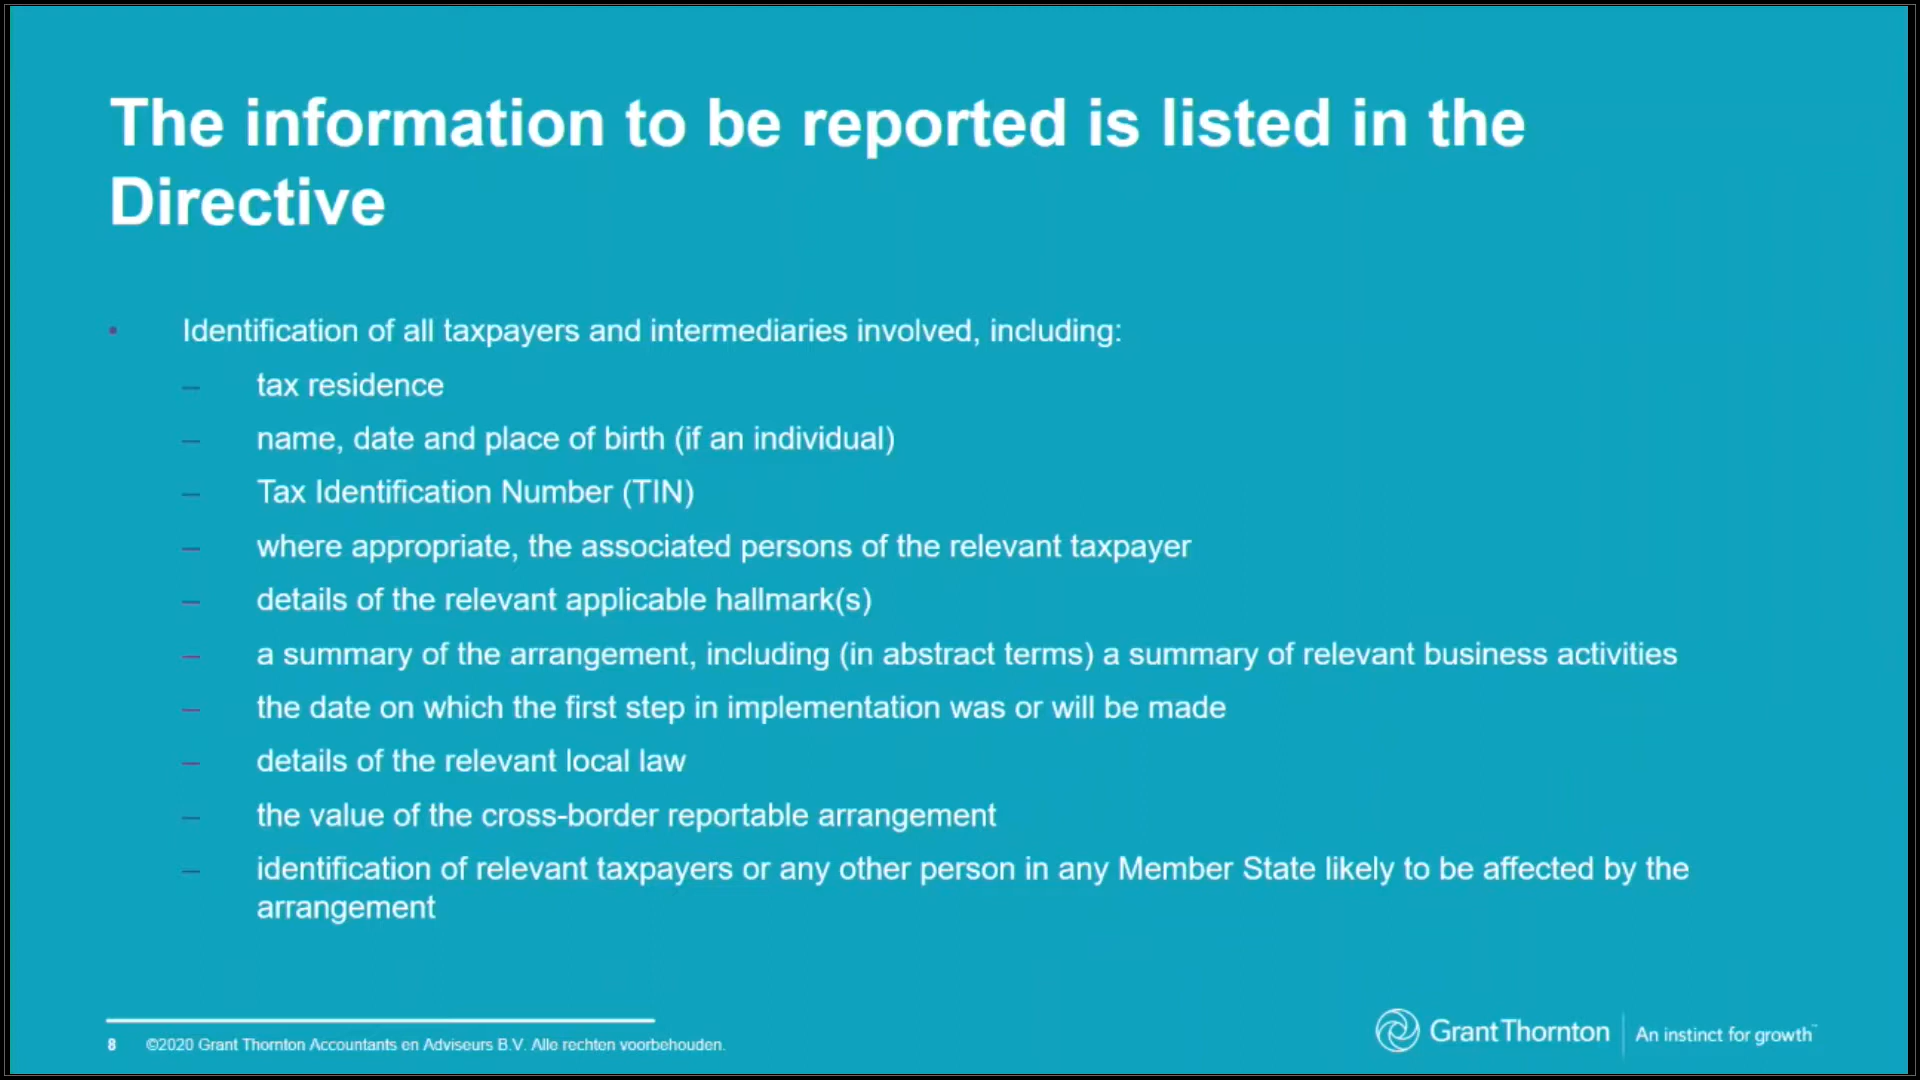 The information to be reported is listed in the
Directive
• Identification of all taxpayers and intermediaries involved, including:
– tax residence
– name, date and place of birth (if an individual)
– Tax Identification Number (TIN)
– where appropriate, the associated persons of the relevant taxpayer
– details of the relevant applicable hallmark(s)
– a summary of the arrangement, including (in abstract terms) a summary of relevant business activities
– the date on which the first step in implementation was or will be made
– details of the relevant local law
– the value of the cross-border reportable arrangement
– identification of relevant taxpayers or any other person in any Member State likely to be affected by the
arrangement
8 ©2020 Grant Thornton Accountants en Adviseurs B.V. Alle rechten voorbehouden.
GrantThornton | An instinct for growth™